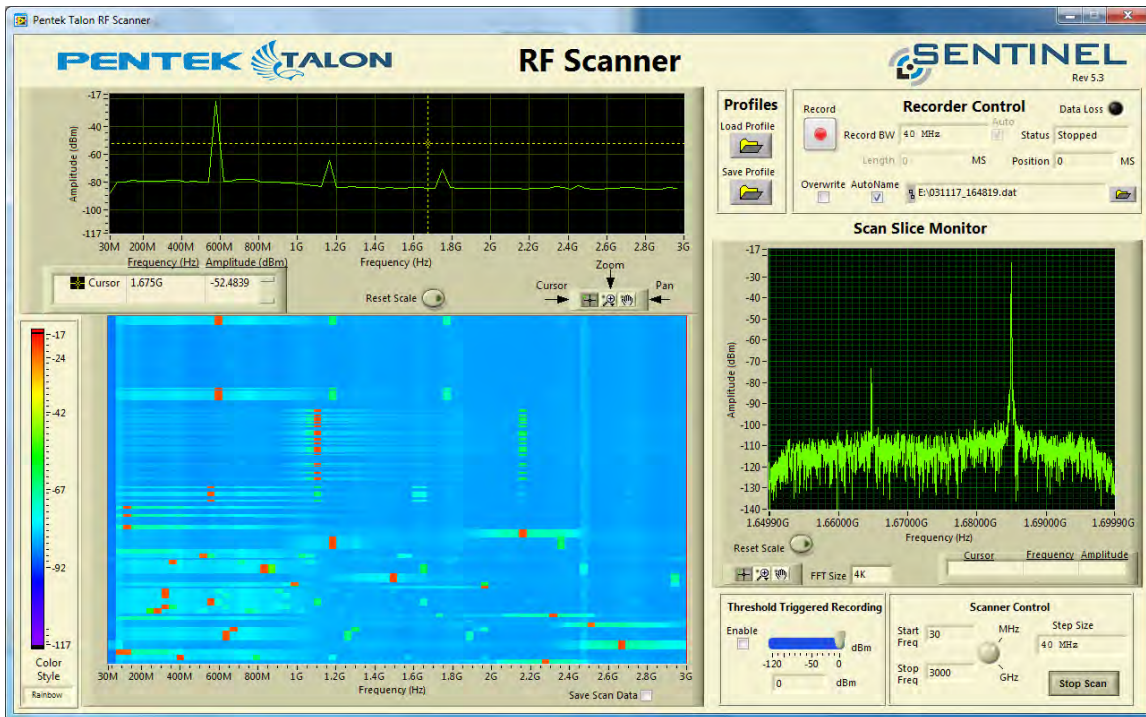 Pentek Talon RF Scanner
PENTEK TALON
RF Scanner
SENTINEL
Rev 5.3
-17
-40
-60
-80
-100
-117
Amplitude (dBm)
30M 200M 400M 600M 800M 1G 1.2G 1.4G 1.6G 1.8G 2G 2.2G 2.4G 2.6G 2.8G 3G
Frequency (Hz)
Frequency (Hz) Amplitude (dBm)
Cursor 1.675G -52.4839
Reset Scale
Zoom
Cursor
Pan
Profiles
Load Profile
Save Profile
Record
Recorder Control
Data Loss
Record BW 40 MHz
Auto
Status Stopped
Length 0 MS
Position 0 MS
Overwrite AutoName
E:\031117_164819.dat
-17
-24
-42
-67
-92
-117
Color Style
Rainbow
30M 200M 400M 600M 800M 1G 1.2G 1.4G 1.6G 1.8G 2G 2.2G 2.4G 2.6G 2.8G 3G
Frequency (Hz)
Save Scan Data
Scan Slice Monitor
-17
-30
-40
-50
-60
-70
-80
-90
-100
-110
-120
-130
-140
Amplitude (dBm)
1.64990G 1.66000G 1.67000G 1.68000G 1.69000G 1.69990G
Frequency (Hz)
Reset Scale
FFT Size 4K
Cursor Frequency Amplitude
Threshold Triggered Recording
Enable
-120 -50 0
dBm
0 dBm
Scanner Control
Start Freq 30
Stop Freq 3000
MHz
GHz
Step Size
40 MHz
Stop Scan